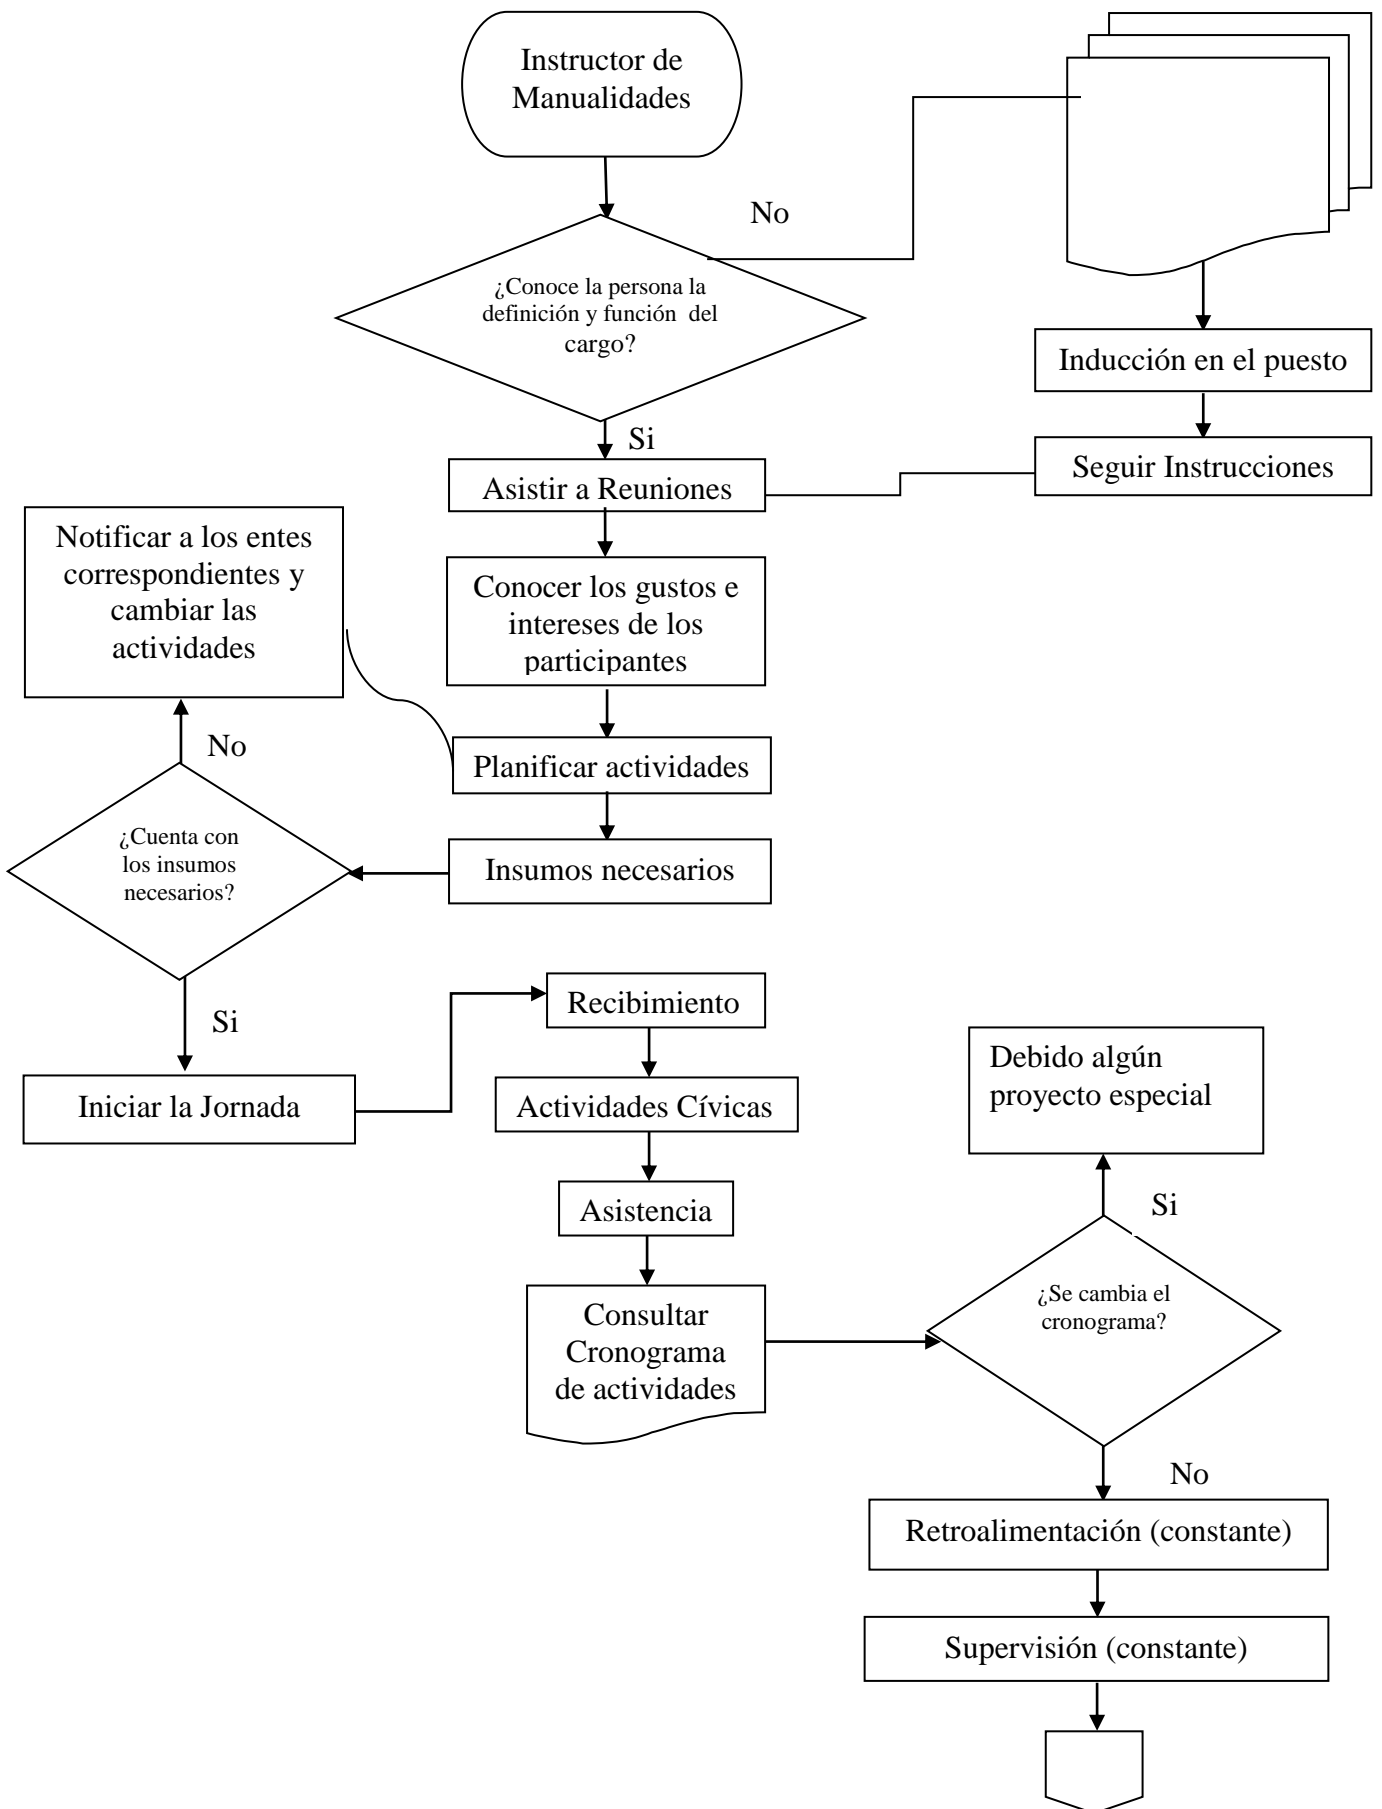 Instructor de
Manualidades
No
¿Conoce la persona la
definición y función del
cargo?
Inducción en el puesto
Si
Seguir Instrucciones
Asistir a Reuniones
Notificar a los entes
correspondientes y
cambiar las
actividades
Conocer los gustos e
intereses de los
participantes
No
Planificar actividades
¿Cuenta con
los insumos
necesarios?
Insumos necesarios
Si
Iniciar la Jornada
Recibimiento
Actividades Cívicas
Asistencia
Consultar
Cronograma
de actividades
Debido algún
proyecto especial
Si
¿Se cambia el
cronograma?
No
Retroalimentación (constante)
Supervisión (constante)